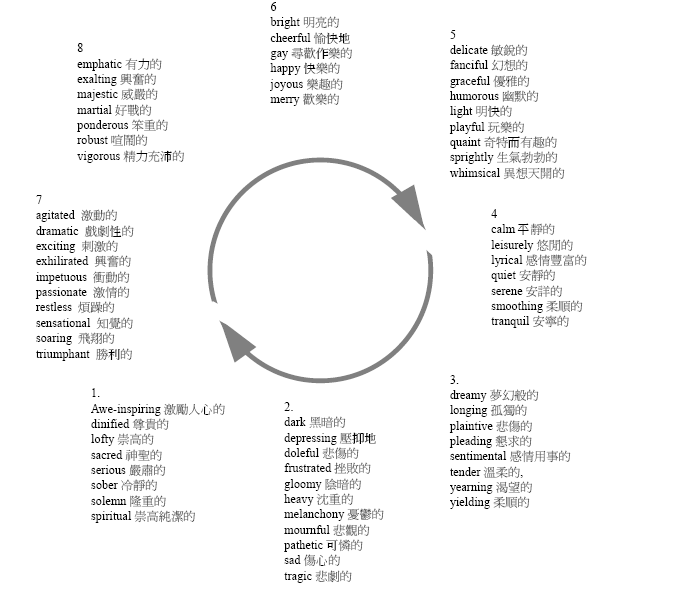 6
bright 明亮的
cheerful 愉快地
gay 尋歡作樂的
happy 快樂的
joyous 樂趣的
merry 歡樂的
5
delicate 敏銳的
fanciful 幻想的
graceful 優雅的
humorous 幽默的
light 明快的
playful 玩樂的
quaint 奇特而有趣的
sprightly 生氣勃勃的
whimsical 異想天開的
8
emphatic 有力的
exalting 興奮的
majestic 威嚴的
martial 好戰的
ponderous 笨重的
robust 喧鬧的
vigorous 精力充沛的
7
agitated 激動的
dramatic 戲劇性的
exciting 刺激的
exhilirated 興奮的
impetuous 衝動的
passionate 激情的
restless 煩躁的
sensational 知覺的
soaring 飛翔的
triumphant 勝利的
4
calm 平靜的
leisurely 悠閒的
lyrical 感情豐富的
quiet 安靜的
serene 安詳的
smoothing 柔順的
tranquil 安寧的
3.
dreamy 夢幻般的
longing 孤獨的
plaintive 悲傷的
pleading 懇求的
sentimental 感情用事的
tender 溫柔的,
yearning 渴望的
yielding 柔順的
1.
Awe-inspiring 激勵人心的
dinified 尊貴的
lofty 崇高的
sacred 神聖的
serious 嚴肅的
sober 冷靜的
solemn 隆重的
spiritual 崇高純潔的
2.
dark 黑暗的
depressing 壓抑地
doleful 悲傷的
frustrated 挫敗的
gloomy 陰暗的
heavy 沈重的
melanchony 憂鬱的
mournful 悲觀的
pathetic 可憐的
sad 傷心的
tragic 悲劇的